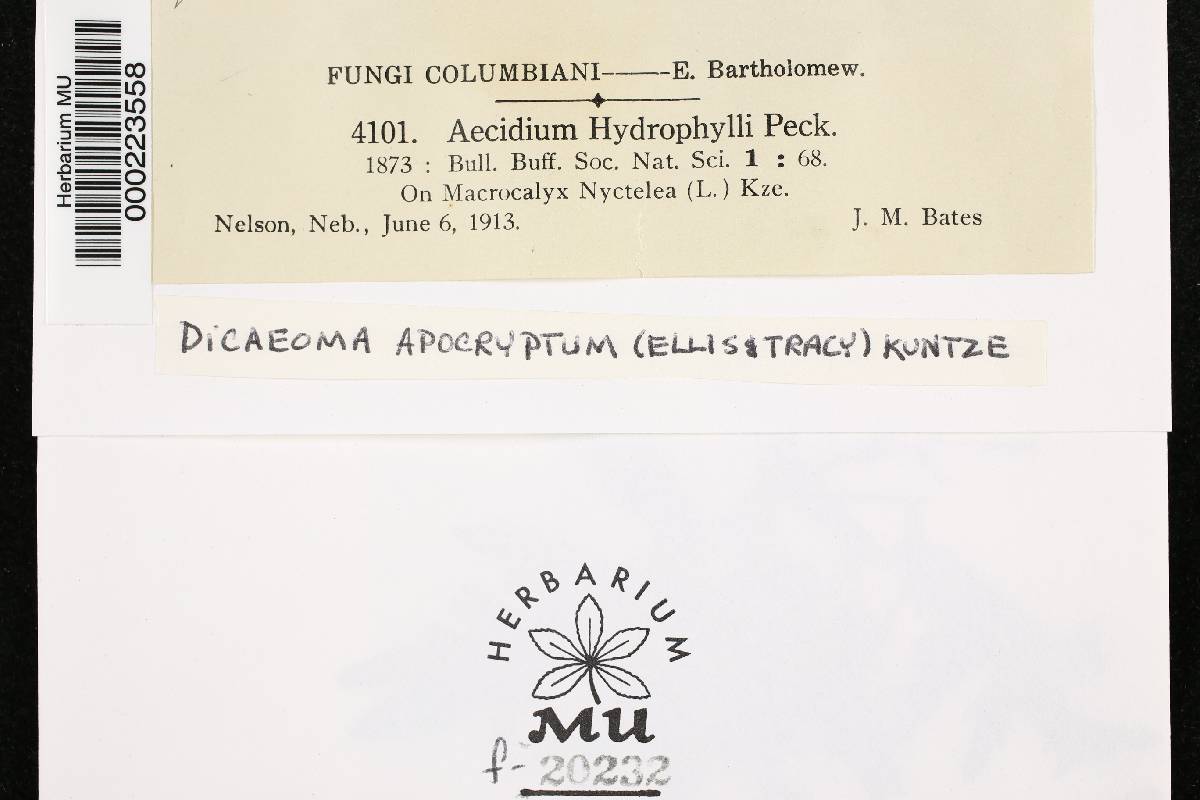 Herbarium MU
000223558
FUNGI COLUMBIANI——E. Bartholomew.
4101. Aecidium Hydrophylli Peck.
1873 : Bull. Buff. Soc. Nat. Sci. 1 : 68.
On Macrocalyx Nyctelea (L.) Kze.
Nelson, Neb., June 6, 1913. J. M. Bates
DICAEOMA APOCRYPTUM (ELLIS & TRACY) KUNTZE
HERBARIUM
MU
f-20232